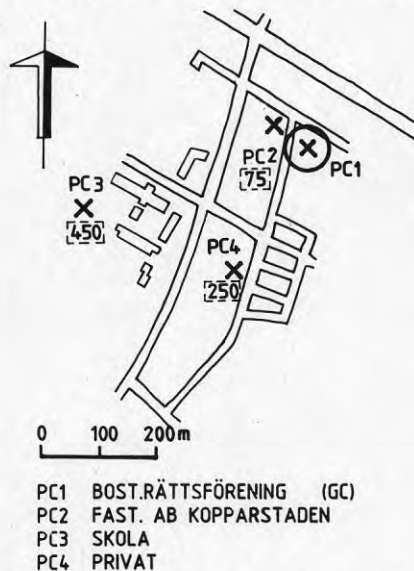 PC2
75
PC1
PC3
450
PC4
250
0 100 200m
PC1 BOST.RÄTTSFÖRENING (GC)
PC2 FAST. AB KOPPARSTADEN
PC3 SKOLA
PC4 PRIVAT